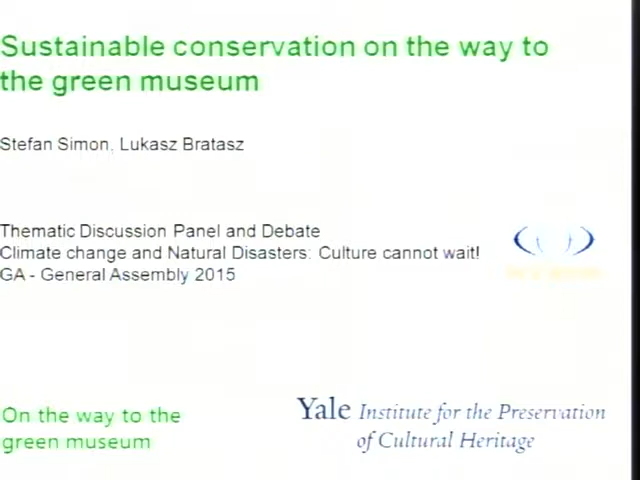 Sustainable conservation on the way to
the green museum
Stefan Simon, Lukasz Bratasz
Thematic Discussion Panel and Debate
Climate change and Natural Disasters: Culture cannot wait!
GA - General Assembly 2015
On the way to the
green museum
Yale Institute for the Preservation
of Cultural Heritage